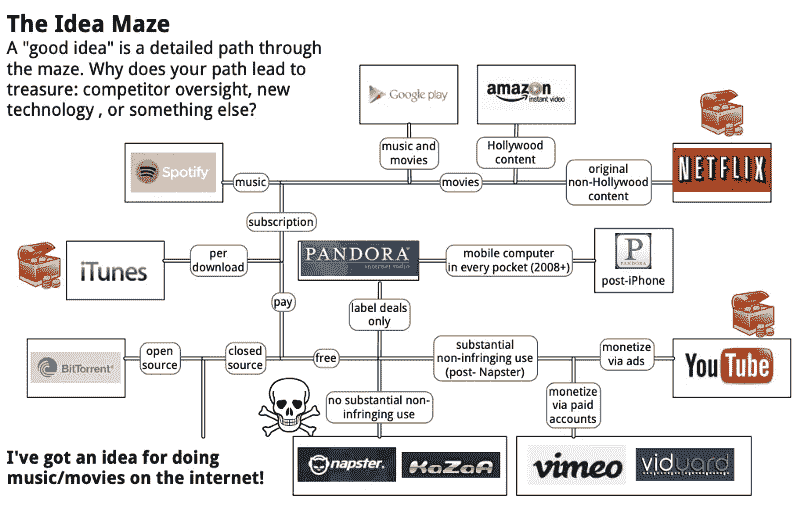 The Idea Maze
A "good idea" is a detailed path through
the maze. Why does your path lead to
treasure: competitor oversight, new
technology , or something else?
Google play
amazon
instant video
music and
movies
Hollywood
content
Spotify
music
movies
original
non-Hollywood
content
NETFLIX
subscription
iTunes
per
download
PANDORA
internet radio
mobile computer
in every pocket (2008+)
P
PANDORA
post-iPhone
pay
label deals
only
BitTorrent
open
source
closed
source
free
substantial
non-infringing use
(post- Napster)
monetize
via ads
YouTube
no substantial non-
infringing use
monetize
via paid
accounts
I've got an idea for doing
music/movies on the internet!
napster.
KaZaA
vimeo
vidyard